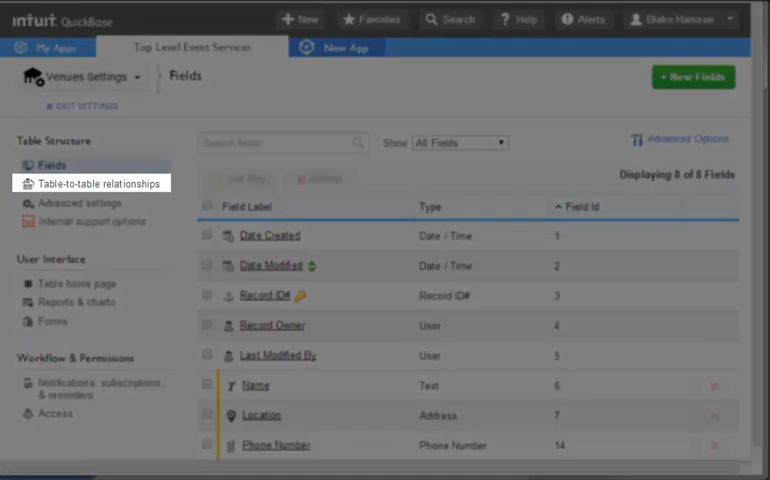 intuit QuickBase
New
Favorites
Search
Help
Alerts
My Apps
Top Level Event Services
New App
Venues Settings
Fields
+ New Fields
EXIT SETTINGS
Table Structure
Search fields
Show
All Fields
Advanced Options
Fields
Table-to-table relationships
Displaying 8 of 8 Fields
Advanced settings
Internal support options
Field Label
Type
Field Id
Date Created
Date / Time
1
User Interface
Date Modified
Date / Time
2
Table home page
Record ID#
Record ID#
3
Reports & charts
Forms
Record Owner
User
4
Workflow & Permissions
Last Modified By
User
5
Notifications, subscriptions,
& reminders
Name
Text
6
Access
Location
Address
7
Phone Number
Phone Number
14